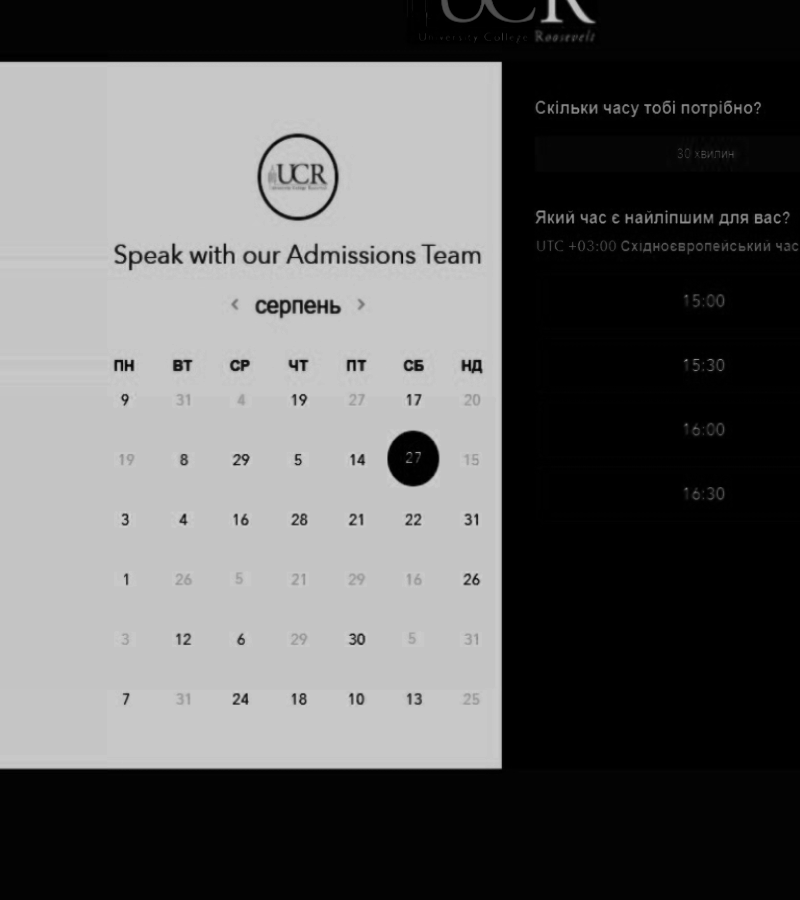 UCR
University College Roosevelt
UCR
Speak with our Admissions Team
‹ серпень ›
ПН ВТ СР ЧТ ПТ СБ НД
9 31 4 19 27 17 20
19 8 29 5 14 27 15
3 4 16 28 21 22 31
1 26 5 21 29 16 26
3 12 6 29 30 5 31
7 31 24 18 10 13 25
Скільки часу тобі потрібно?
30 хвилин
Який час є найліпшим для вас?
UTC +03:00 Східноєвропейський час
15:00
15:30
16:00
16:30